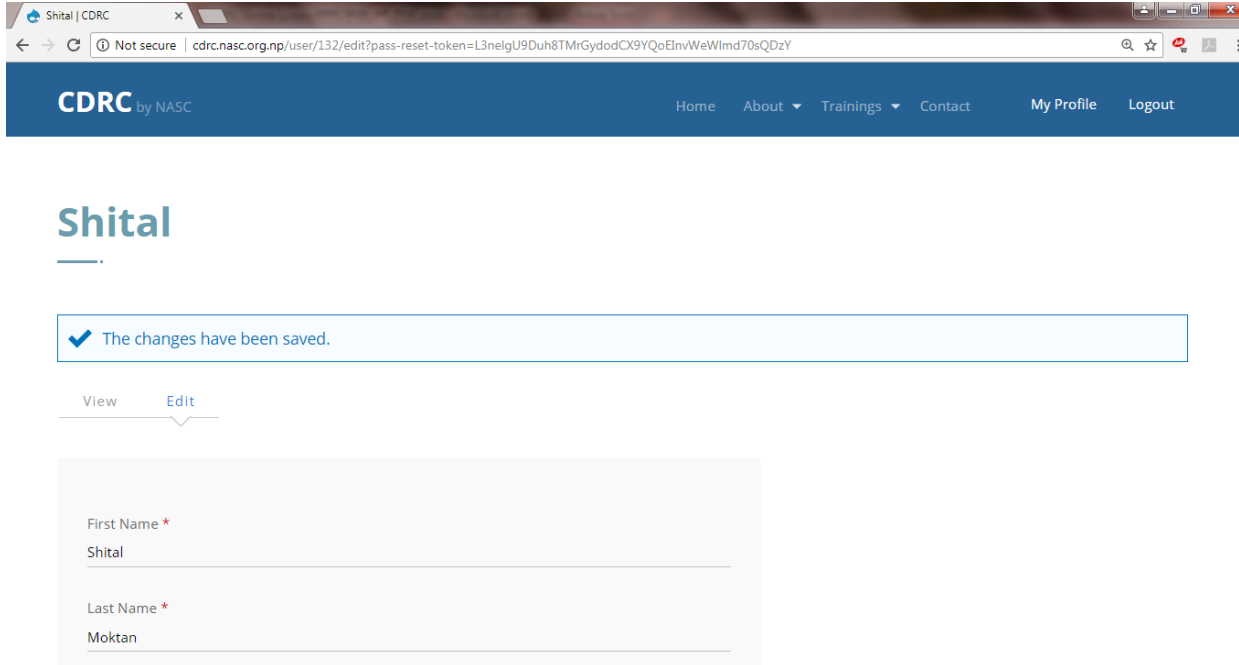 Shital | CDRC
Not secure | cdrc.nasc.org.np/user/132/edit?pass-reset-token=L3nelgU9Duh8TMrGydodCX9YQoEInvWeWlmd70sQDzY
CDRC by NASC Home About Trainings Contact My Profile Logout
Shital
The changes have been saved.
View Edit
First Name *
Shital
Last Name *
Moktan